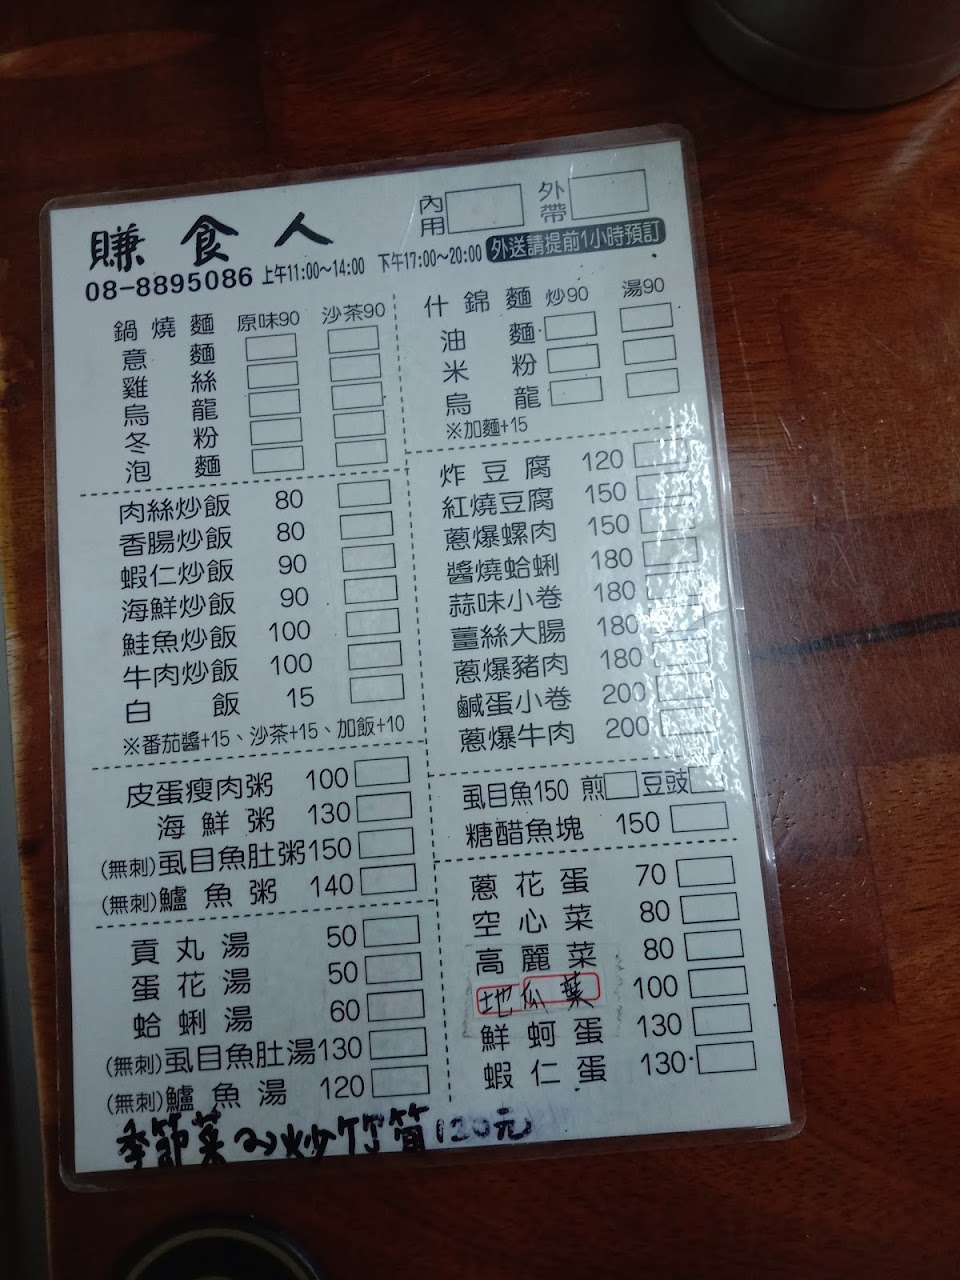 賺食人
內用 外帶
08-8895086 上午11:00~14:00 下午17:00~20:00 外送請提前1小時預訂
鍋燒麵 原味90 沙茶90
意麵
雞絲
烏龍
冬粉
泡麵
肉絲炒飯 80
香腸炒飯 80
蝦仁炒飯 90
海鮮炒飯 90
鮭魚炒飯 100
牛肉炒飯 100
白飯 15
※番茄醬+15、沙茶+15、加飯+10
皮蛋瘦肉粥 100
海鮮粥 130
(無刺)虱目魚肚粥150
(無刺)鱸魚粥 140
貢丸湯 50
蛋花湯 50
蛤蜊湯 60
(無刺)虱目魚肚湯130
(無刺)鱸魚湯 120
什錦麵 炒90 湯90
油麵
米粉
烏龍
※加麵+15
炸豆腐 120
紅燒豆腐 150
蔥爆螺肉 150
醬燒蛤蜊 180
蒜味小卷 180
薑絲大腸 180
蔥爆豬肉 180
鹹蛋小卷 200
蔥爆牛肉 200
虱目魚150 煎 豆豉
糖醋魚塊 150
蔥花蛋 70
空心菜 80
高麗菜 80
地瓜葉 100
鮮蚵蛋 130
蝦仁蛋 130
季節菜 炒竹筍120元